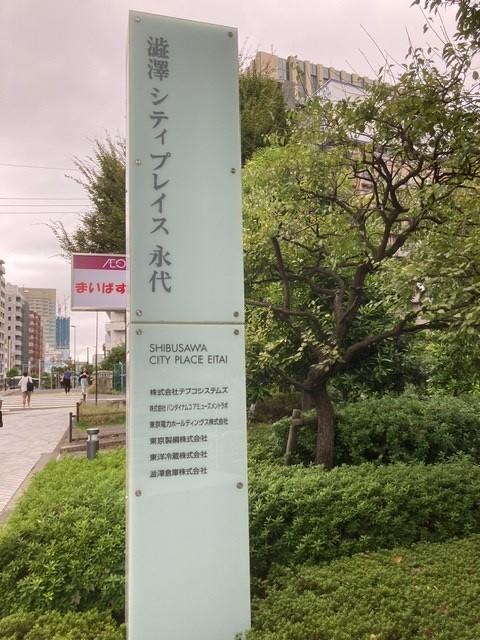 澁澤シティプレイス永代
SHIBUSAWA
CITY PLACE EITAI
株式会社テプコシステムズ
株式会社バンダイナムコアミューズメントラボ
東京電力ホールディングス株式会社
東京製綱株式会社
東洋冷蔵株式会社
澁澤倉庫株式会社
まいばす